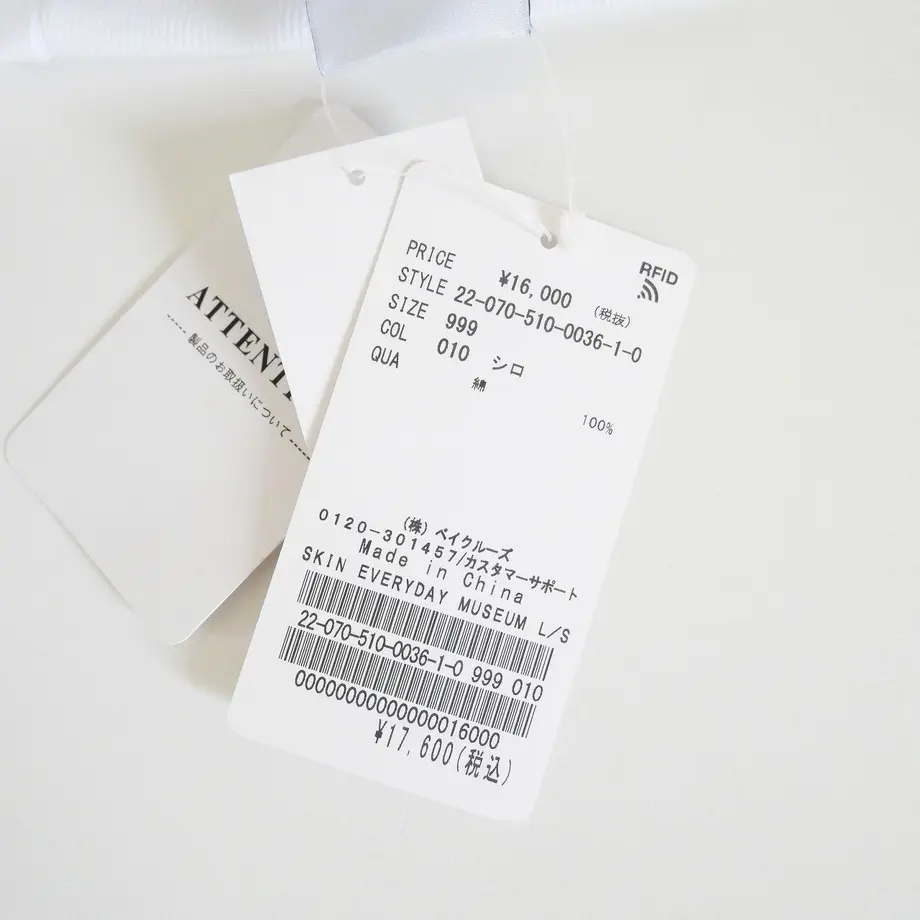 ATTENT
製品のお取扱いについて
RFID
PRICE ¥16,000 (税抜)
STYLE 22-070-510-0036-1-0
SIZE 999
COL 010 シロ
QUA 綿 100%
(株) ベイクルーズ
0120-301457/カスタマーサポート
Made in China
SKIN EVERYDAY MUSEUM L/S
22-070-510-0036-1-0 999 010
0000000000000016000
¥17,600(税込)